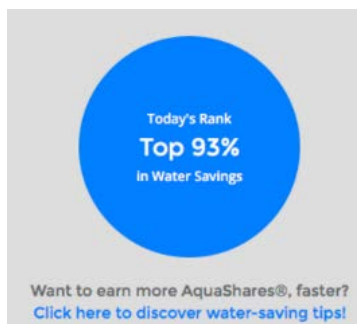 Today's Rank
Top 93%
in Water Savings
Want to earn more AquaShares®, faster?
Click here to discover water-saving tips!